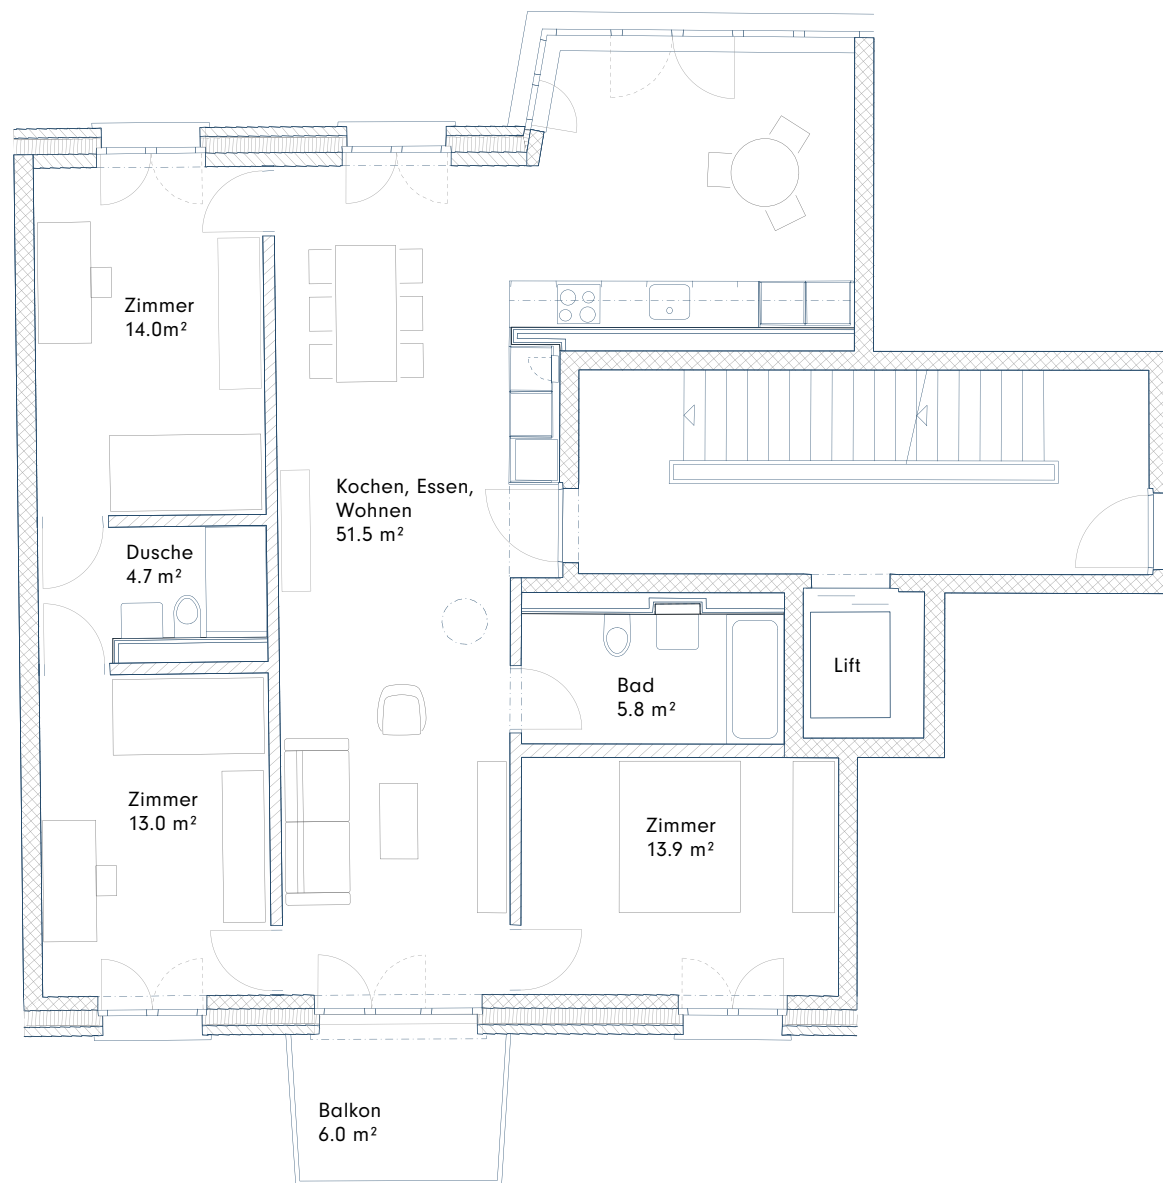 Zimmer
14.0m²
Kochen, Essen,
Wohnen
51.5 m²
Dusche
4.7 m²
Lift
Bad
5.8 m²
Zimmer
13.0 m²
Zimmer
13.9 m²
Balkon
6.0 m²